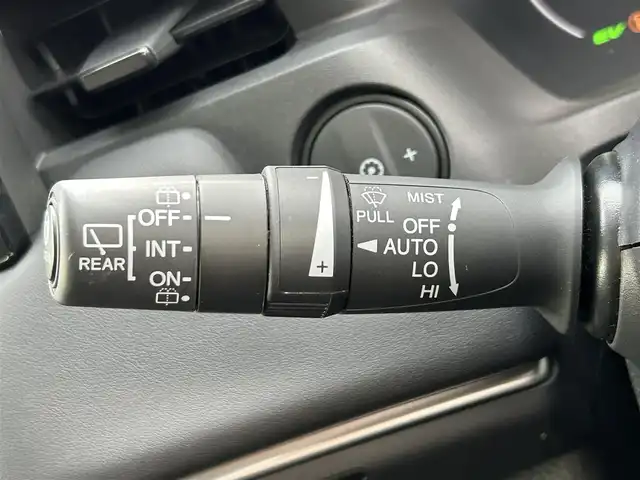 REAR
OFF
INT
ON
− +
PULL
MIST
OFF
AUTO
LO
HI
+
EV